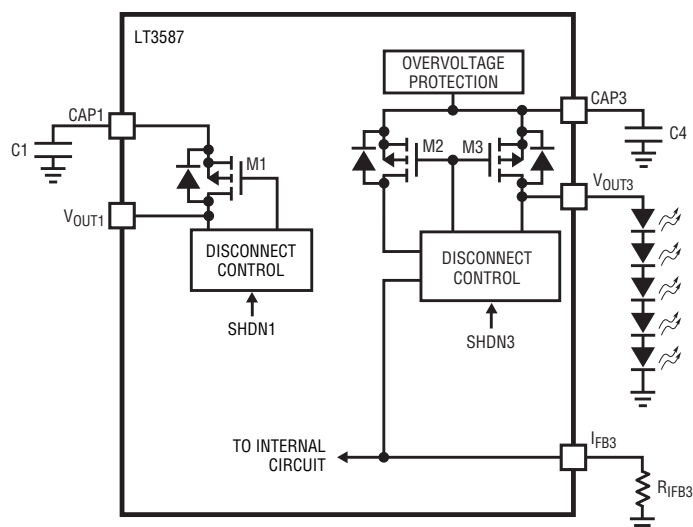 LT3587
OVERVOLTAGE
PROTECTION
CAP1
CAP3
C1
C4
M1
M2
M3
VOUT1
VOUT3
DISCONNECT
CONTROL
DISCONNECT
CONTROL
SHDN1
SHDN3
TO INTERNAL
CIRCUIT
IFB3
RIFB3